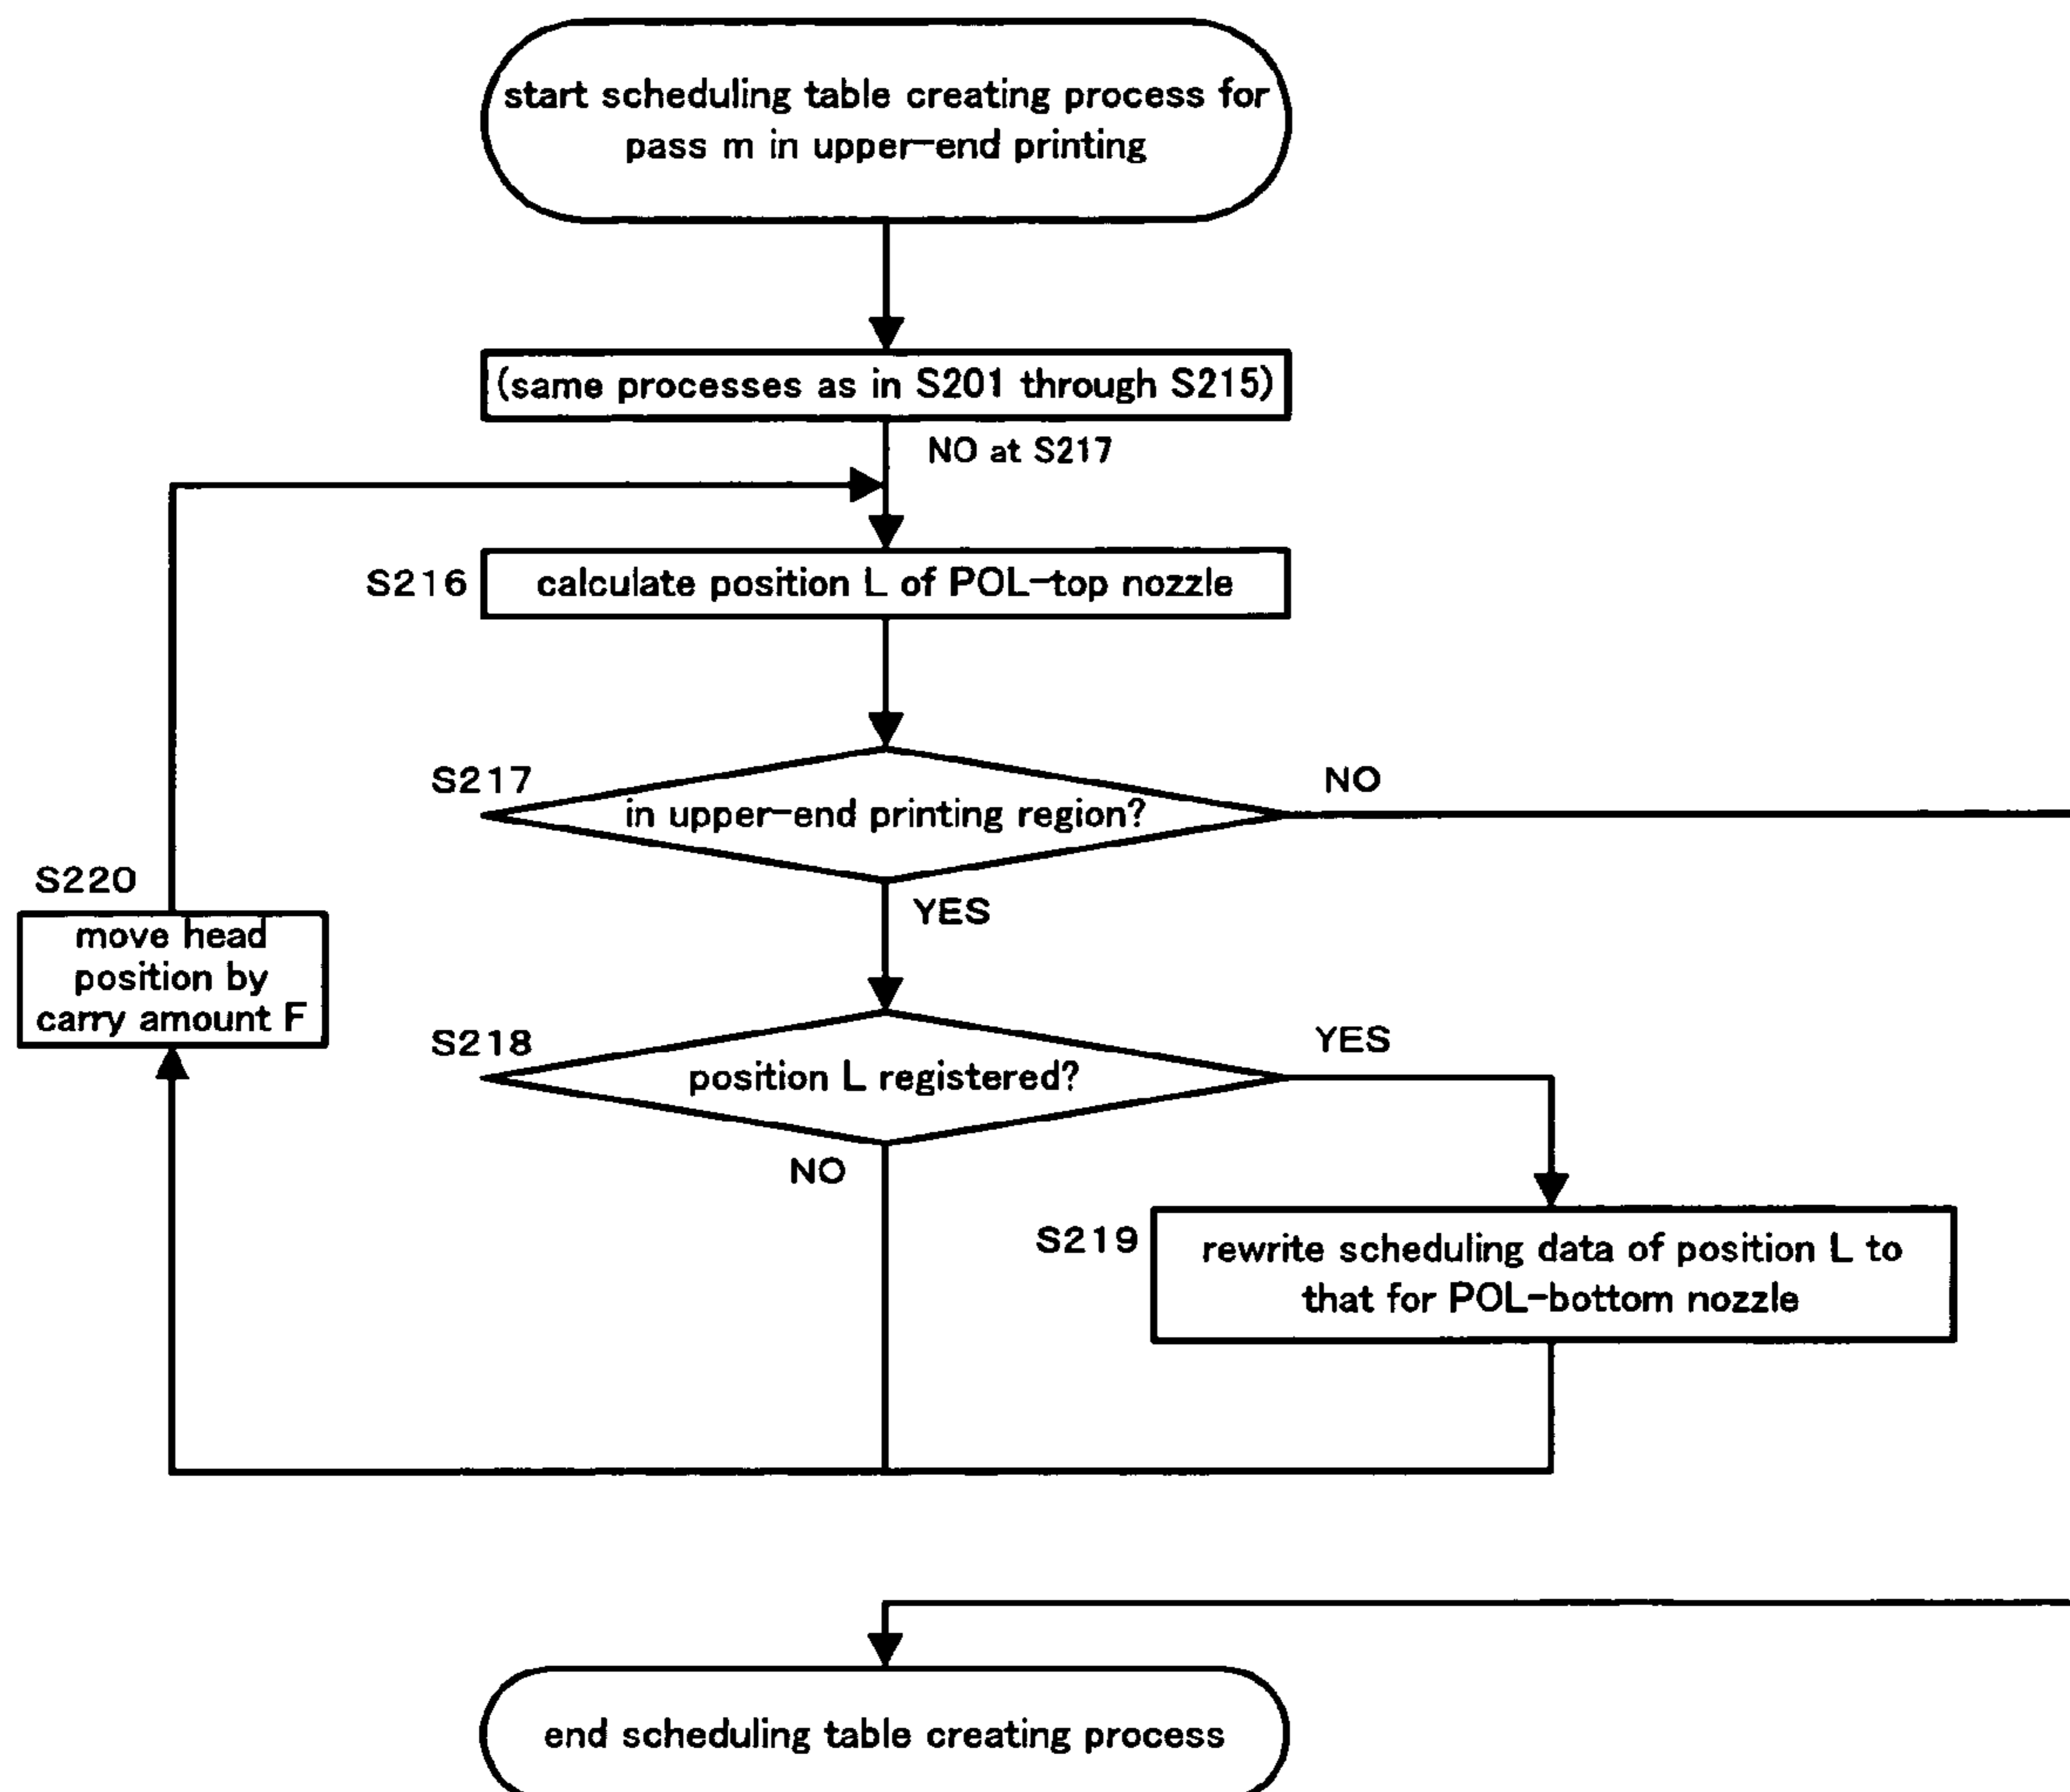 start scheduling table creating process for
pass m in upper-end printing
(same processes as in S201 through S215)
NO at S217
S216
calculate position L of POL-top nozzle
S217
in upper-end printing region?
NO
YES
S220
move head
position by
carry amount F
S218
position L registered?
YES
NO
S219
rewrite scheduling data of position L to
that for POL-bottom nozzle
end scheduling table creating process